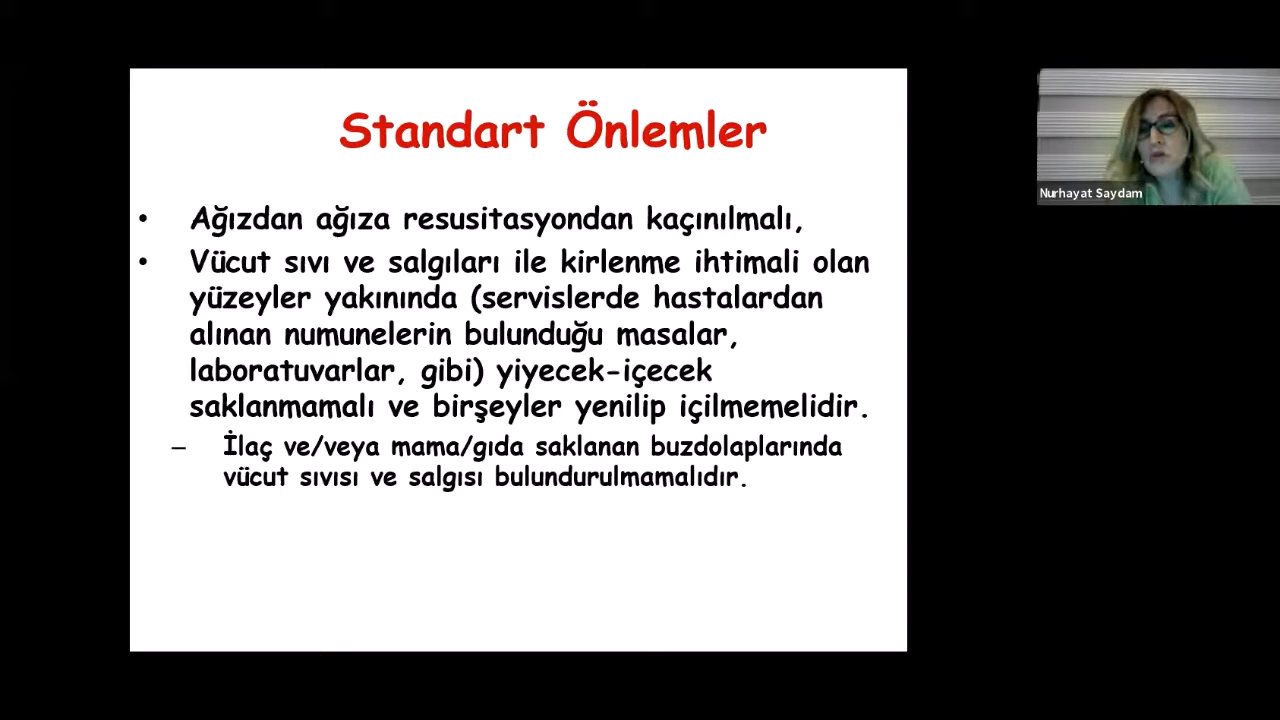 Standart Önlemler
• Ağızdan ağıza resusitasyondan kaçınılmalı,
• Vücut sıvı ve salgıları ile kirlenme ihtimali olan
yüzeyler yakınında (servislerde hastalardan
alınan numunelerin bulunduğu masalar,
laboratuvarlar, gibi) yiyecek-içecek
saklanmamalı ve birşeyler yenilip içilmemelidir.
– İlaç ve/veya mama/gıda saklanan buzdolaplarında
vücut sıvısı ve salgısı bulundurulmamalıdır.
Nurhayat Saydam